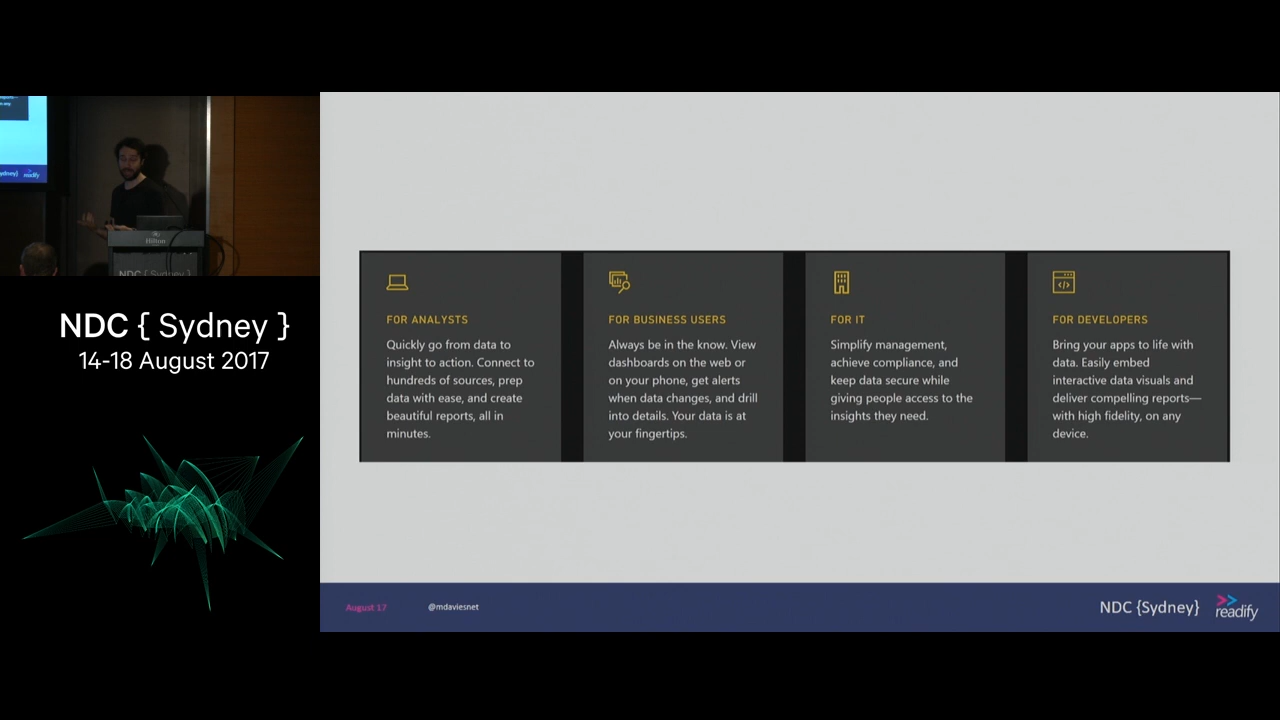 Sydney}
readify
Hilton
NDC { Sydney }
NDC { Sydney }
14-18 August 2017
FOR ANALYSTS
Quickly go from data to
insight to action. Connect to
hundreds of sources, prep
data with ease, and create
beautiful reports, all in
minutes.
FOR BUSINESS USERS
Always be in the know. View
dashboards on the web or
on your phone, get alerts
when data changes, and drill
into details. Your data is at
your fingertips.
FOR IT
Simplify management,
achieve compliance, and
keep data secure while
giving people access to the
insights they need.
FOR DEVELOPERS
Bring your apps to life with
data. Easily embed
interactive data visuals and
deliver compelling reports—
with high fidelity, on any
device.
August 17
@mdaviesnet
NDC {Sydney}
readify